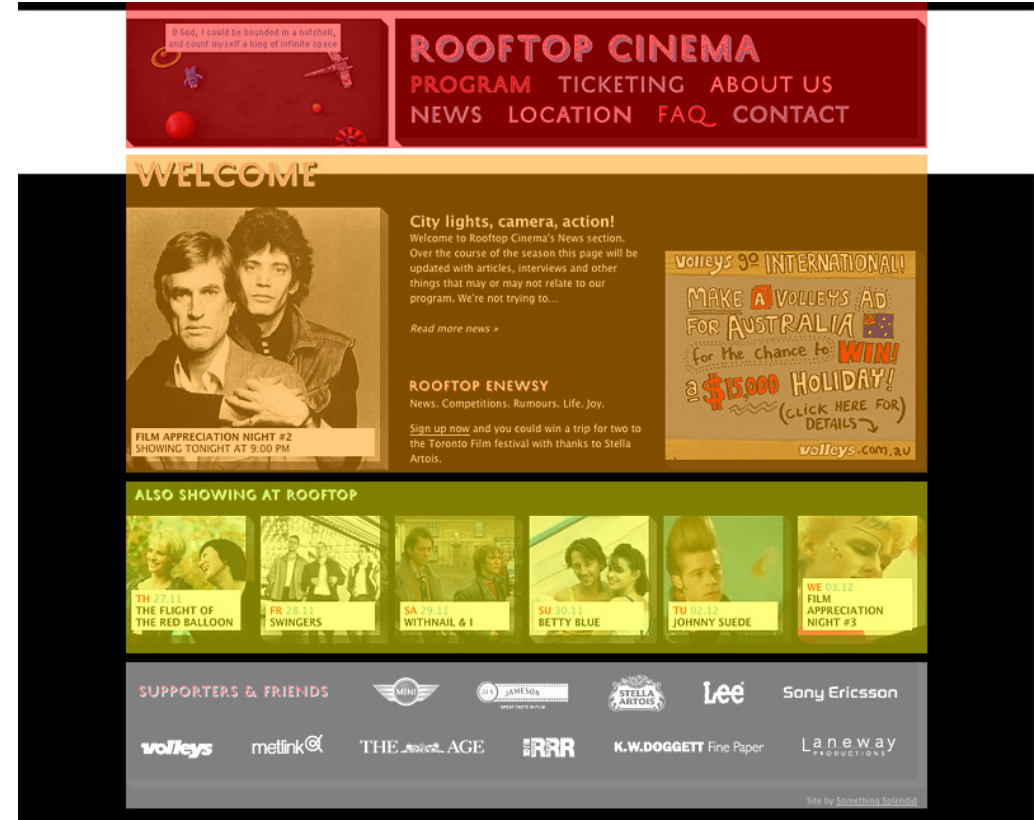 O God, I could be bounded in a nutshell,
and count myself a king of infinite space
ROOFTOP CINEMA
PROGRAM TICKETING ABOUT US
NEWS LOCATION FAQ CONTACT
WELCOME
FILM APPRECIATION NIGHT #2
SHOWING TONIGHT AT 9:00 PM
City lights, camera, action!
Welcome to Rooftop Cinema's News section.
Over the course of the season this page will be
updated with articles, interviews and other
things that may or may not relate to our
program. We're not trying to...
Read more news »
ROOFTOP ENEWSY
News. Competitions. Rumours. Life. Joy.
Sign up now and you could win a trip for two to
the Toronto Film festival with thanks to Stella
Artois.
volleys go INTERNATIONAL!
MAKE A VOLLEYS AD
FOR AUSTRALIA
for the chance to WIN!
a $15,000 HOLIDAY!
(CLICK HERE FOR)
DETAILS
volleys.com.au
ALSO SHOWING AT ROOFTOP
TH 27.11
THE FLIGHT OF
THE RED BALLOON
FR 28.11
SWINGERS
SA 29.11
WITHNAIL & I
SU 30.11
BETTY BLUE
TU 02.12
JOHNNY SUEDE
WE 03.12
FILM
APPRECIATION
NIGHT #3
SUPPORTERS & FRIENDS
MINI
JJ&S JAMESON
GREAT TASTE IN FILM
STELLA
ARTOIS
Lee
Sony Ericsson
volleys
metlink
THE AGE
RRR
K.W.DOGGETT Fine Paper
Laneway
PRODUCTIONS
Site by Something Splendid